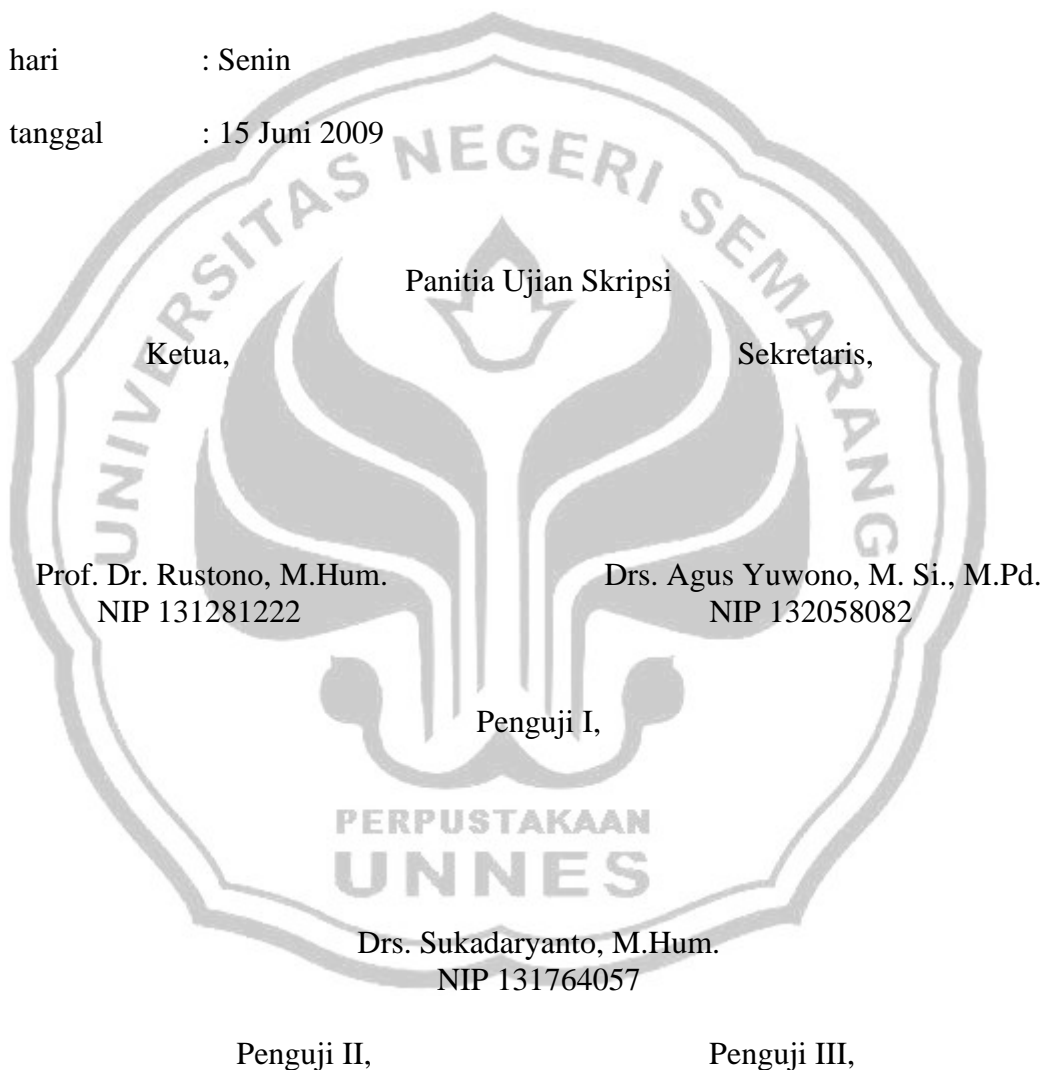 hari : Senin
tanggal : 15 Juni 2009
UNIVERSITAS NEGERI SEMARANG
Panitia Ujian Skripsi
Ketua, Sekretaris,
Prof. Dr. Rustono, M.Hum. Drs. Agus Yuwono, M. Si., M.Pd.
NIP 131281222 NIP 132058082
Penguji I,
PERPUSTAKAAN
UNNES
Drs. Sukadaryanto, M.Hum.
NIP 131764057
Penguji II, Penguji III,